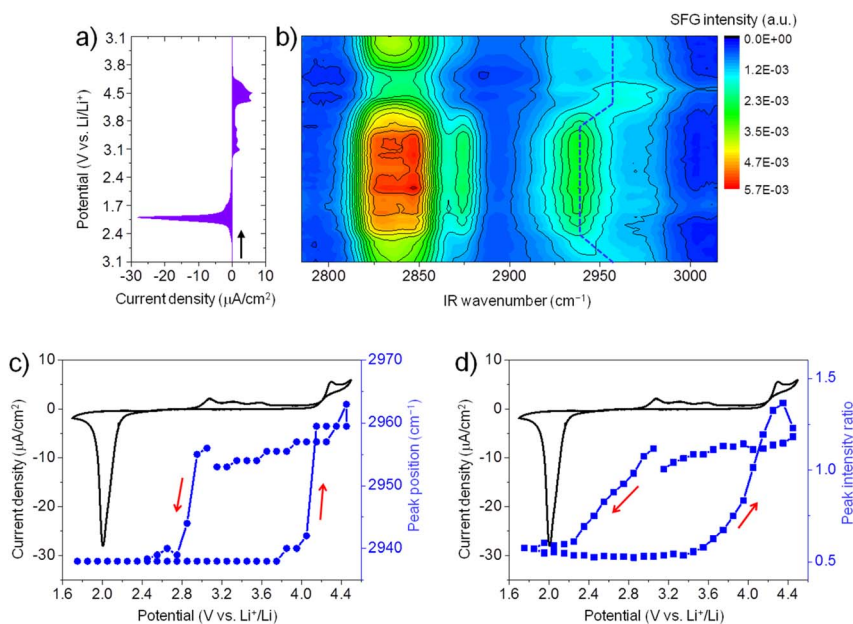 a)
3.1
3.8
4.5
3.8
3.1
2.4
1.7
2.4
3.1
Potential (V vs. Li/Li⁺)
-30 -20 -10 0 10
Current density (μA/cm²)
b)
2800 2850 2900 2950 3000
IR wavenumber (cm⁻¹)
SFG intensity (a.u.)
0.0E+00
1.2E-03
2.4E-03
3.5E-03
4.7E-03
5.7E-03
c)
10
0
-10
-20
-30
Current density (μA/cm²)
1.6 2.0 2.4 2.8 3.2 3.6 4.0 4.4
Potential (V vs. Li⁺/Li)
2970
2960
2950
2940
Peak position (cm⁻¹)
d)
10
0
-10
-20
-30
Current density (μA/cm²)
1.6 2.0 2.4 2.8 3.2 3.6 4.0 4.4
Potential (V vs. Li⁺/Li)
1.5
1.0
0.5
Peak intensity ratio